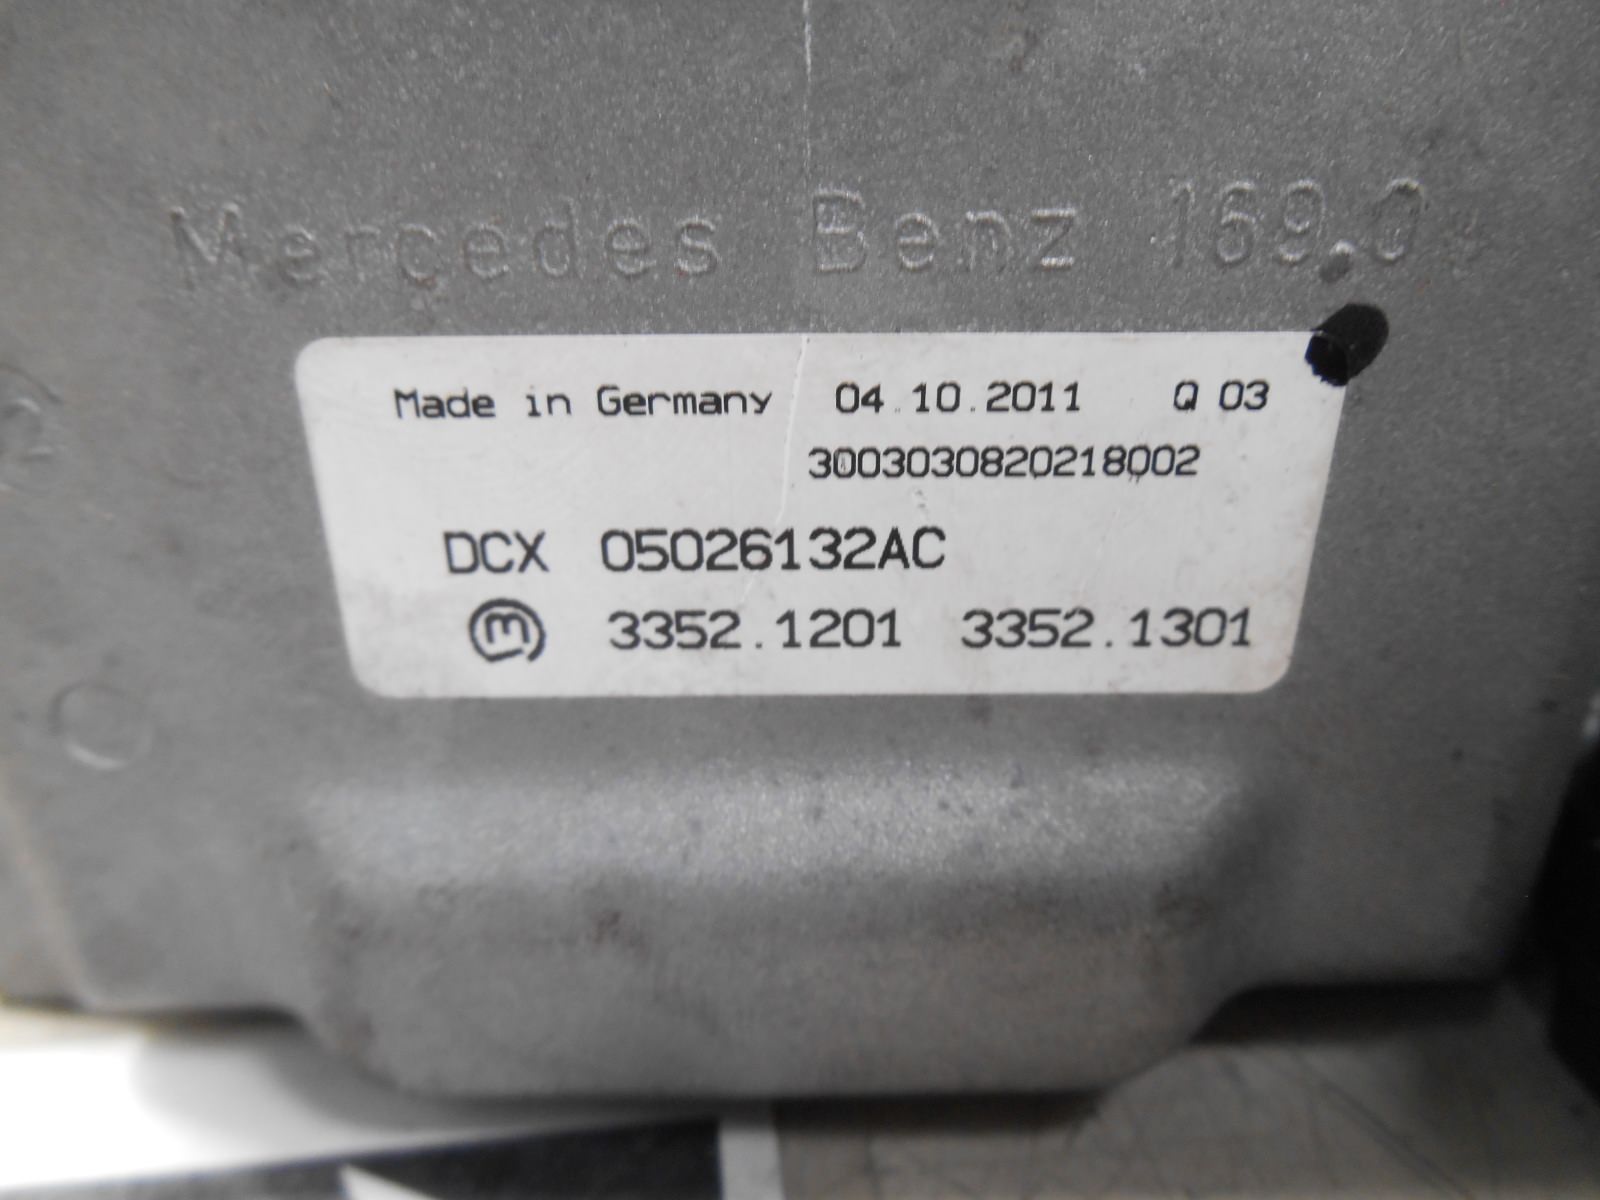 Mercedes Benz 169.0
Made in Germany 04.10.2011 Q 03
3003030820218002
DCX 05026132AC
m 3352.1201 3352.1301